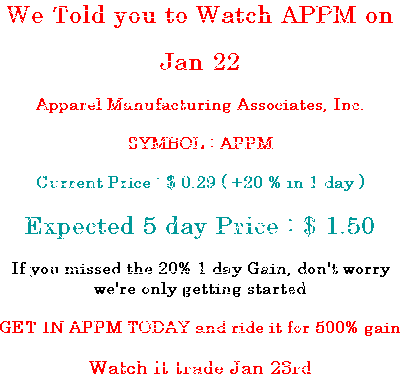 We Told you to Watch APPM on
Jan 22
Apparel Manufacturing Associates, Inc.
SYMBOL : APPM
Current Price : $ 0.29 ( +20 % in 1 day )
Expected 5 day Price : $ 1.50
If you missed the 20% 1 day Gain, don't worry
we're only getting started
GET IN APPM TODAY and ride it for 500% gain
Watch it trade Jan 23rd